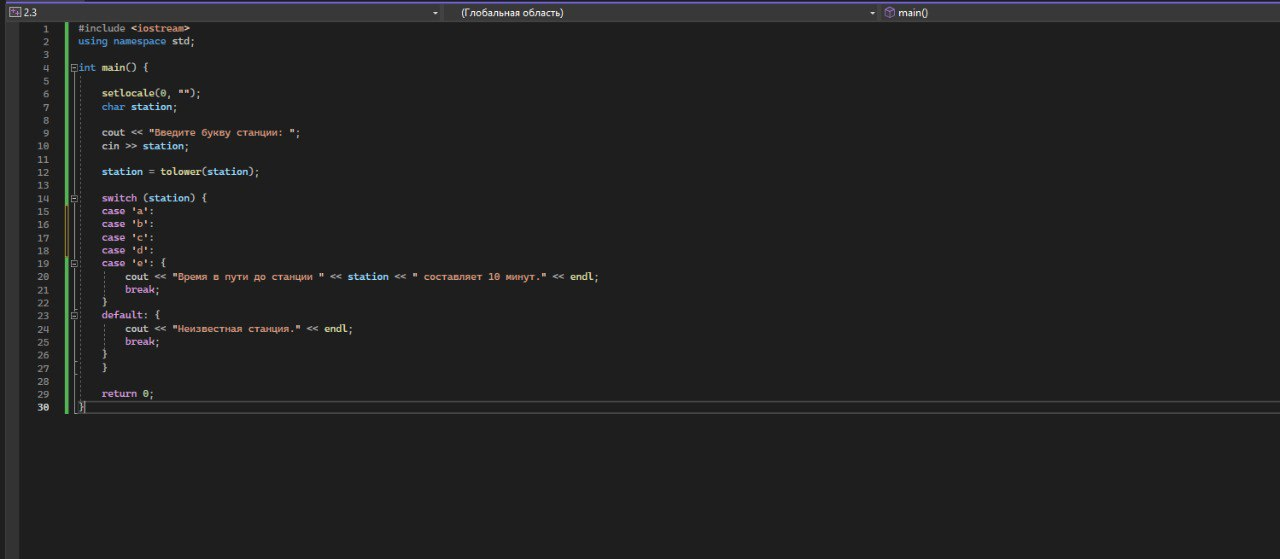 2.3 (Глобальная область) main()
1 #include <iostream>
2 using namespace std;
3
4 int main() {
5
6 setlocale(0, "");
7 char station;
8
9 cout << "Введите букву станции: ";
10 cin >> station;
11
12 station = tolower(station);
13
14 switch (station) {
15 case 'a':
16 case 'b':
17 case 'c':
18 case 'd':
19 case 'e': {
20 cout << "Время в пути до станции " << station << " составляет 10 минут." << endl;
21 break;
22 }
23 default: {
24 cout << "Неизвестная станция." << endl;
25 break;
26 }
27 }
28
29 return 0;
30 }